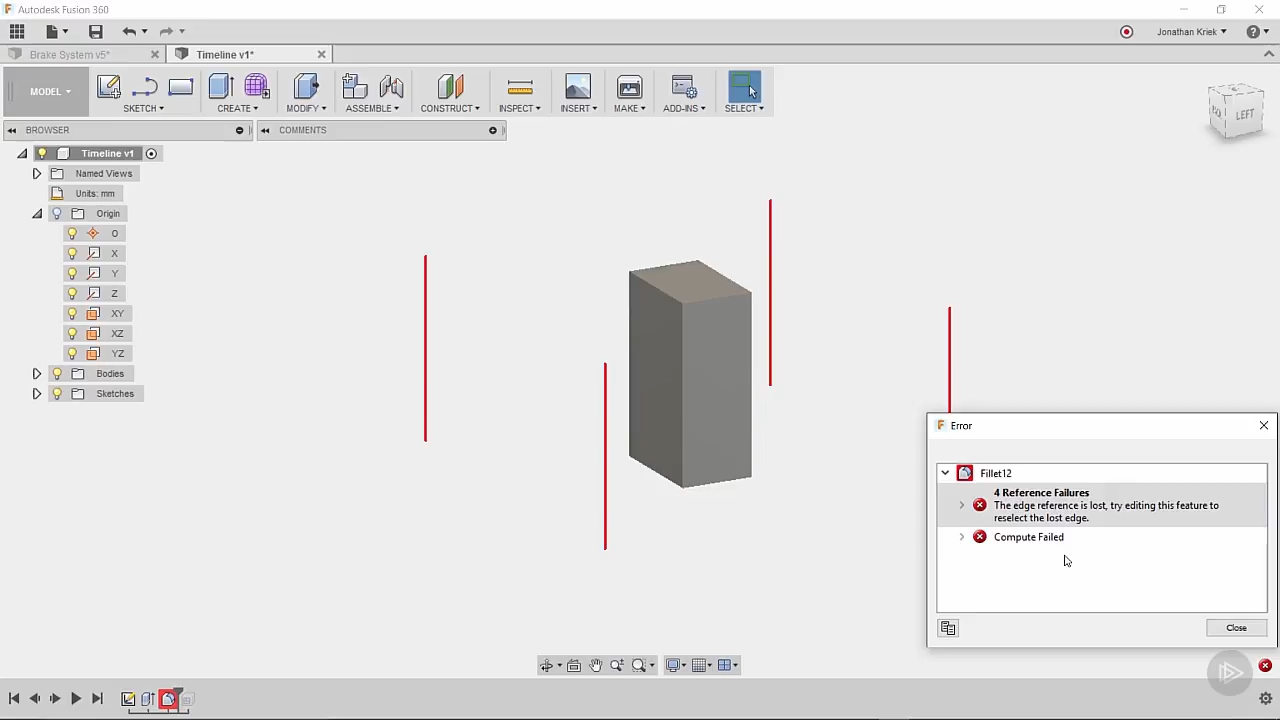 Autodesk Fusion 360
Jonathan Kriek
Brake System v5*
Timeline v1*
MODEL
SKETCH
CREATE
MODIFY
ASSEMBLE
CONSTRUCT
INSPECT
INSERT
MAKE
ADD-INS
SELECT
BROWSER
COMMENTS
LEFT
Timeline v1
Named Views
Units: mm
Origin
O
X
Y
Z
XY
XZ
YZ
Bodies
Sketches
Error
Fillet12
4 Reference Failures
The edge reference is lost, try editing this feature to
reselect the lost edge.
Compute Failed
Close